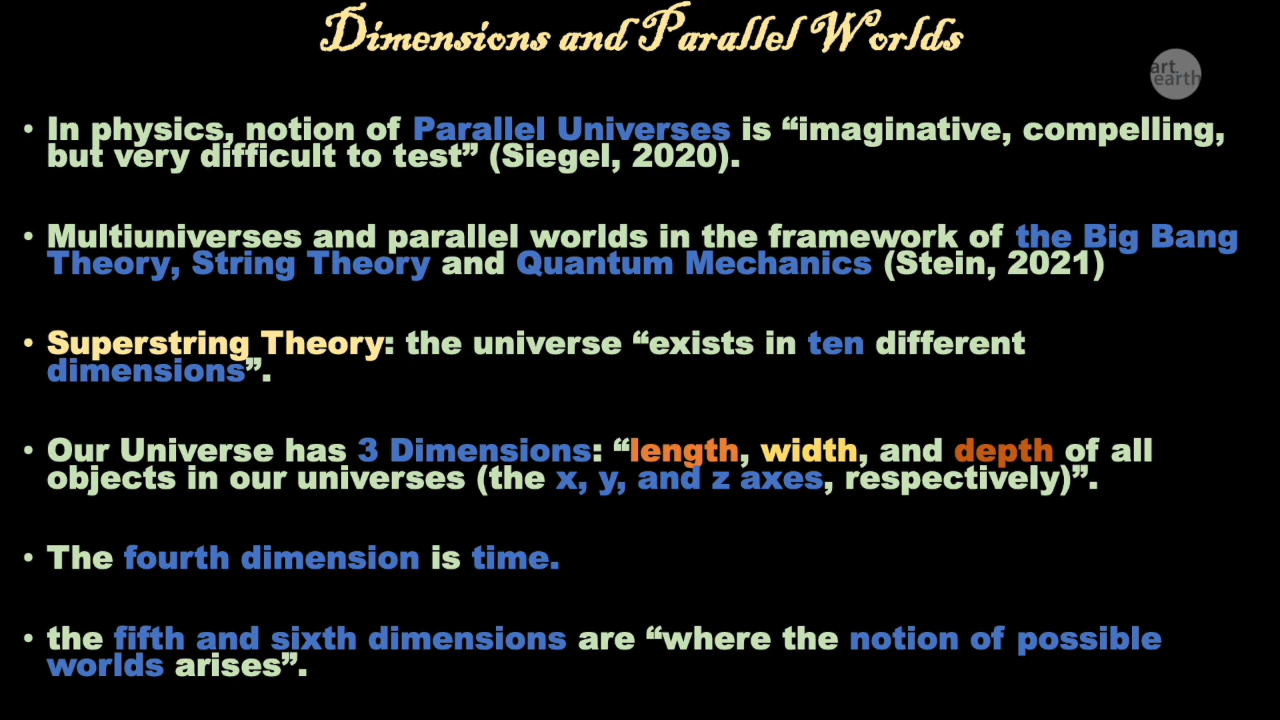 Dimensions and Parallel Worlds
art
earth
• In physics, notion of Parallel Universes is “imaginative, compelling,
but very difficult to test” (Siegel, 2020).
• Multiuniverses and parallel worlds in the framework of the Big Bang
Theory, String Theory and Quantum Mechanics (Stein, 2021)
• Superstring Theory: the universe “exists in ten different
dimensions”.
• Our Universe has 3 Dimensions: “length, width, and depth of all
objects in our universes (the x, y, and z axes, respectively)”.
• The fourth dimension is time.
• the fifth and sixth dimensions are “where the notion of possible
worlds arises”.